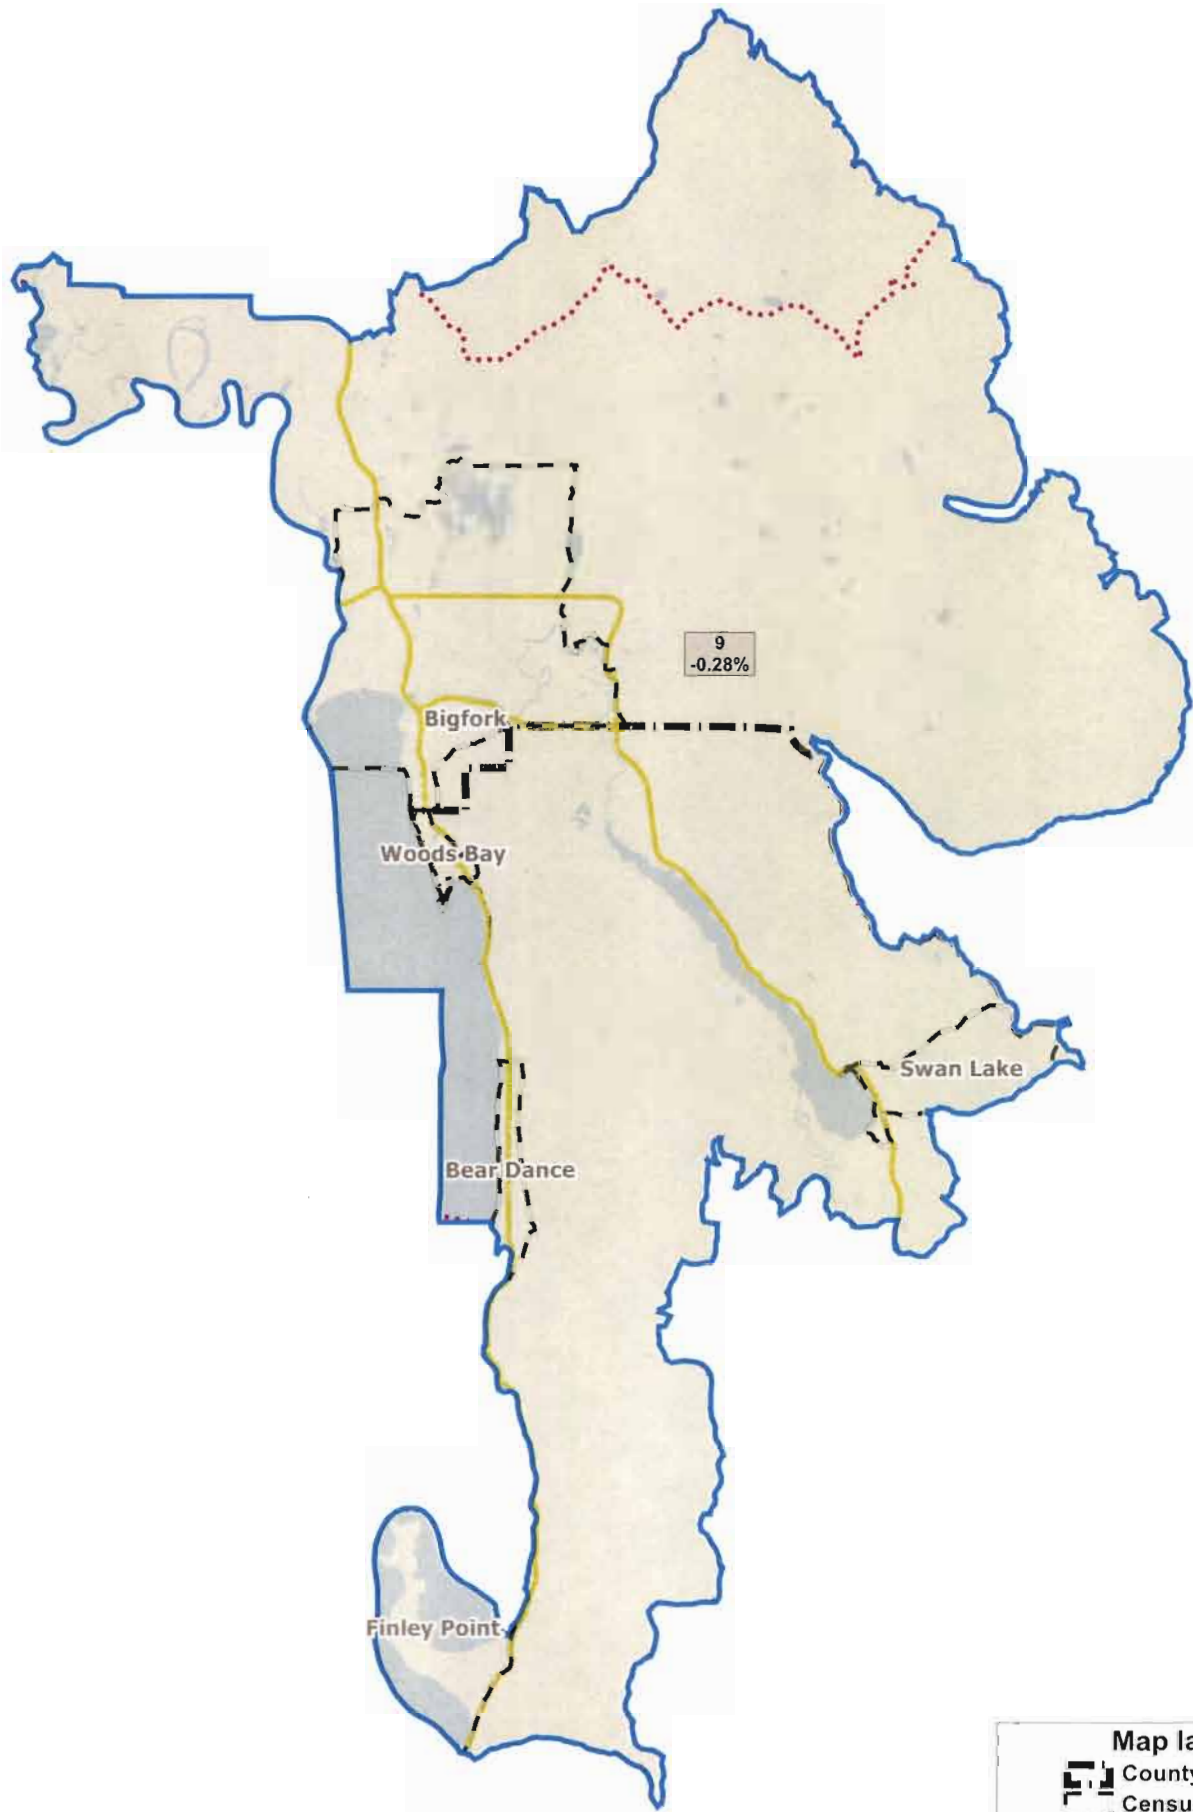 9
-0.28%
Bigfork
Woods Bay
Swan Lake
Bear Dance
Finley Point
Map la
County
Censu